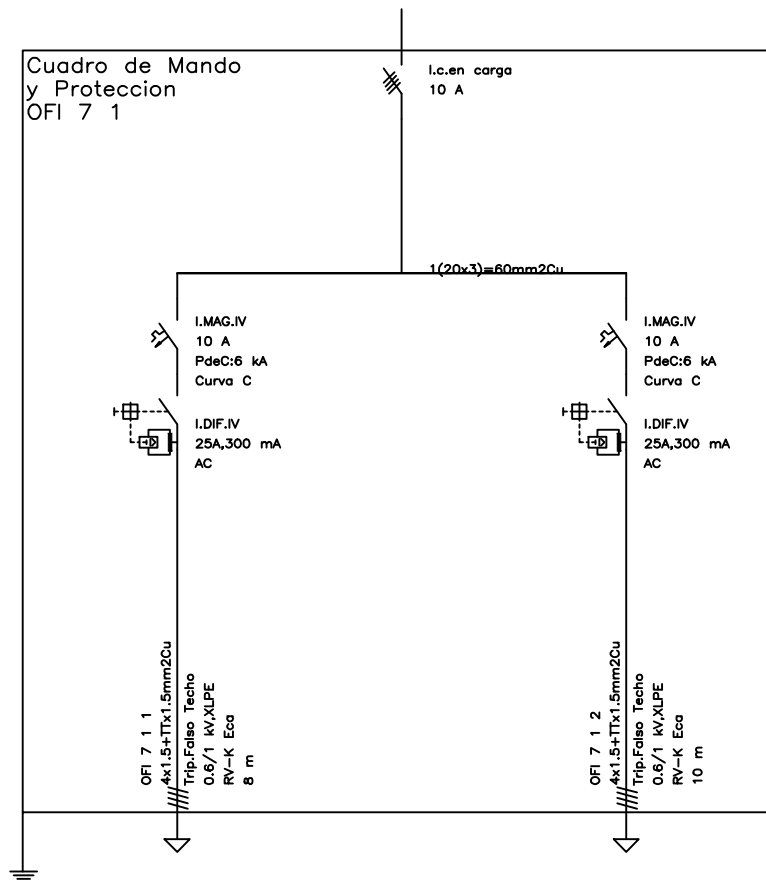 Cuadro de Mando
y Proteccion
OFI 7 1
I.c.en carga
10 A
1(20x3)=60mm2Cu
I.MAG.IV
10 A
PdeC:6 kA
Curva C
I.DIF.IV
25A,300 mA
AC
I.MAG.IV
10 A
PdeC:6 kA
Curva C
I.DIF.IV
25A,300 mA
AC
OFI 7 1 1
4x1.5+TTx1.5mm2Cu
Trip.Falso Techo
0.6/1 kV,XLPE
RV-K Eca
8 m
OFI 7 1 2
4x1.5+TTx1.5mm2Cu
Trip.Falso Techo
0.6/1 kV,XLPE
RV-K Eca
10 m